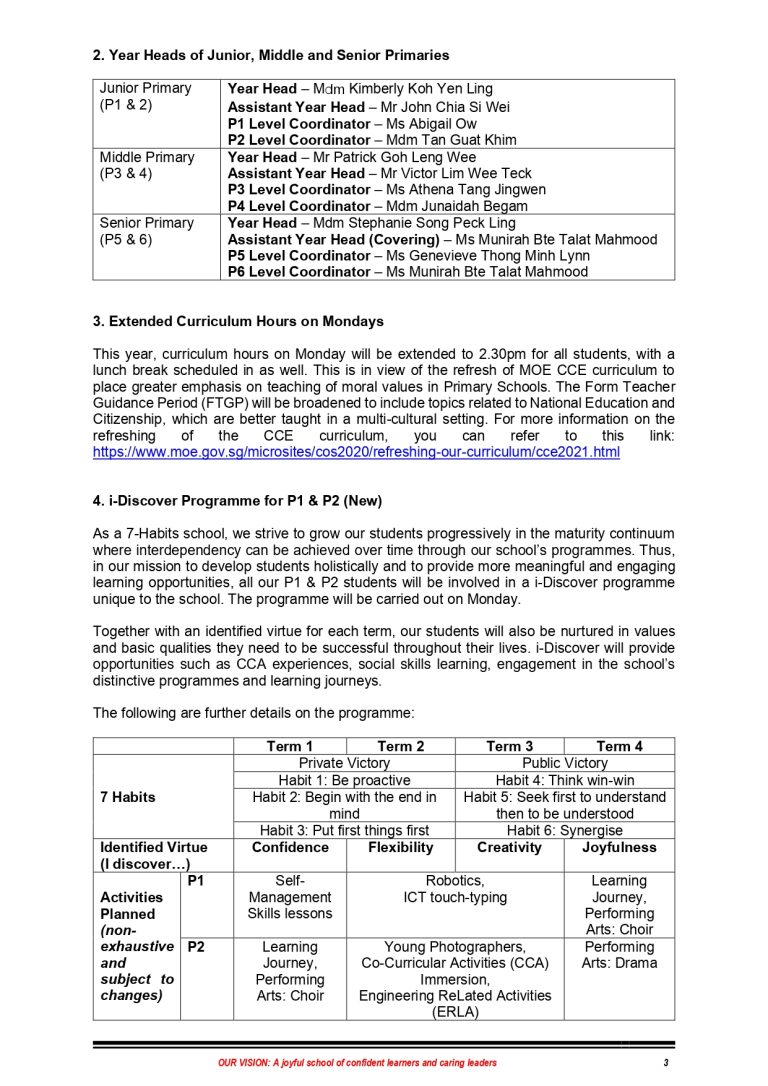 2. Year Heads of Junior, Middle and Senior Primaries
Junior Primary
(P1 & 2)
Year Head – Mdm Kimberly Koh Yen Ling
Assistant Year Head – Mr John Chia Si Wei
P1 Level Coordinator – Ms Abigail Ow
P2 Level Coordinator – Mdm Tan Guat Khim
Middle Primary
(P3 & 4)
Year Head – Mr Patrick Goh Leng Wee
Assistant Year Head – Mr Victor Lim Wee Teck
P3 Level Coordinator – Ms Athena Tang Jingwen
P4 Level Coordinator – Mdm Junaidah Begam
Senior Primary
(P5 & 6)
Year Head – Mdm Stephanie Song Peck Ling
Assistant Year Head (Covering) – Ms Munirah Bte Talat Mahmood
P5 Level Coordinator – Ms Genevieve Thong Minh Lynn
P6 Level Coordinator – Ms Munirah Bte Talat Mahmood
3. Extended Curriculum Hours on Mondays
This year, curriculum hours on Monday will be extended to 2.30pm for all students, with a
lunch break scheduled in as well. This is in view of the refresh of MOE CCE curriculum to
place greater emphasis on teaching of moral values in Primary Schools. The Form Teacher
Guidance Period (FTGP) will be broadened to include topics related to National Education and
Citizenship, which are better taught in a multi-cultural setting. For more information on the
refreshing of the CCE curriculum, you can refer to this link:
https://www.moe.gov.sg/microsites/cos2020/refreshing-our-curriculum/cce2021.html
4. i-Discover Programme for P1 & P2 (New)
As a 7-Habits school, we strive to grow our students progressively in the maturity continuum
where interdependency can be achieved over time through our school's programmes. Thus,
in our mission to develop students holistically and to provide more meaningful and engaging
learning opportunities, all our P1 & P2 students will be involved in a i-Discover programme
unique to the school. The programme will be carried out on Monday.
Together with an identified virtue for each term, our students will also be nurtured in values
and basic qualities they need to be successful throughout their lives. i-Discover will provide
opportunities such as CCA experiences, social skills learning, engagement in the school's
distinctive programmes and learning journeys.
The following are further details on the programme:
Term 1 Term 2 Term 3 Term 4
7 Habits
Private Victory
Habit 1: Be proactive
Habit 2: Begin with the end in
mind
Habit 3: Put first things first
Public Victory
Habit 4: Think win-win
Habit 5: Seek first to understand
then to be understood
Habit 6: Synergise
Identified Virtue
(I discover…)
Confidence Flexibility Creativity Joyfulness
Activities
Planned
(non-
exhaustive
and
subject to
changes)
P1
Self-
Management
Skills lessons
Robotics,
ICT touch-typing
Learning
Journey,
Performing
Arts: Choir
P2
Learning
Journey,
Performing
Arts: Choir
Young Photographers,
Co-Curricular Activities (CCA)
Immersion,
Engineering ReLated Activities
(ERLA)
Performing
Arts: Drama
OUR VISION: A joyful school of confident learners and caring leaders
3